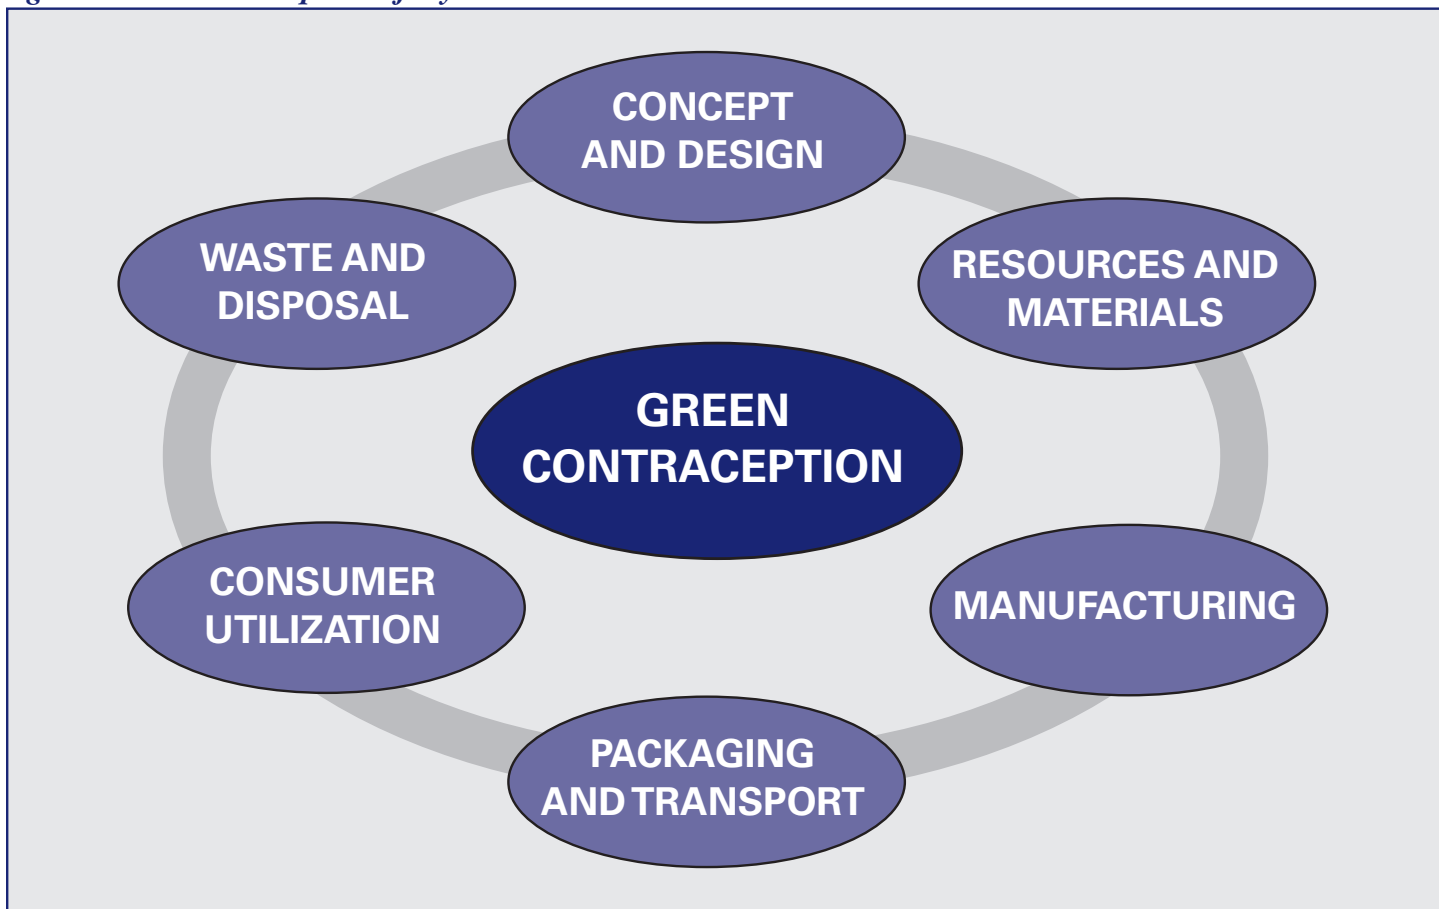 CONCEPT
AND DESIGN
RESOURCES AND
MATERIALS
MANUFACTURING
PACKAGING
AND TRANSPORT
CONSUMER
UTILIZATION
WASTE AND
DISPOSAL
GREEN
CONTRACEPTION